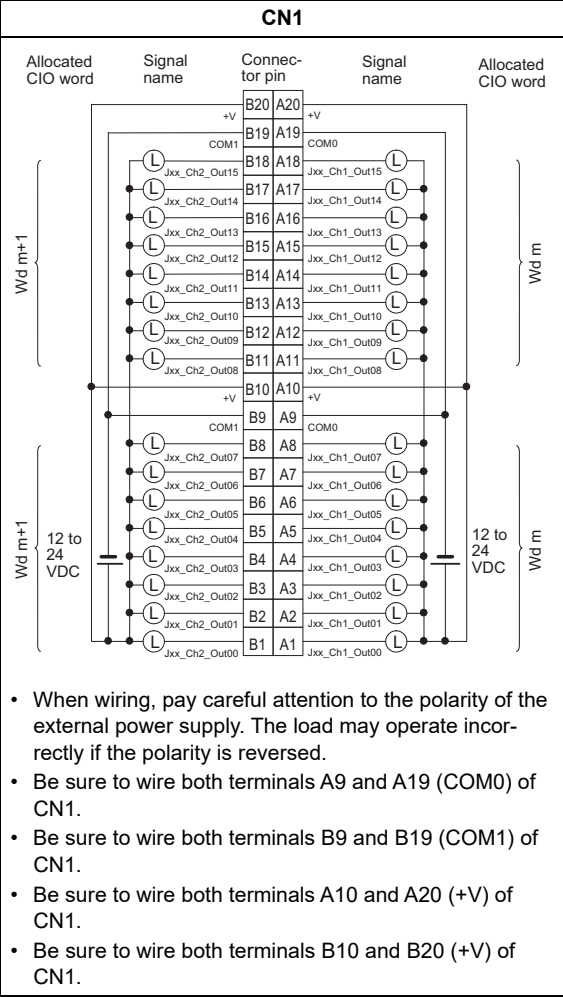 CN1
Allocated CIO word
Signal name
Connec-tor pin
Signal name
Allocated CIO word
B20 A20
+V +V
B19 A19
COM1 COM0
L B18 A18 L
Jxx_Ch2_Out15 Jxx_Ch1_Out15
L B17 A17 L
Jxx_Ch2_Out14 Jxx_Ch1_Out14
L B16 A16 L
Jxx_Ch2_Out13 Jxx_Ch1_Out13
L B15 A15 L
Jxx_Ch2_Out12 Jxx_Ch1_Out12
Wd m+1
Wd m
L B14 A14 L
Jxx_Ch2_Out11 Jxx_Ch1_Out11
L B13 A13 L
Jxx_Ch2_Out10 Jxx_Ch1_Out10
L B12 A12 L
Jxx_Ch2_Out09 Jxx_Ch1_Out09
L B11 A11 L
Jxx_Ch2_Out08 Jxx_Ch1_Out08
B10 A10
+V +V
B9 A9
COM1 COM0
L B8 A8 L
Jxx_Ch2_Out07 Jxx_Ch1_Out07
L B7 A7 L
Jxx_Ch2_Out06 Jxx_Ch1_Out06
L B6 A6 L
Jxx_Ch2_Out05 Jxx_Ch1_Out05
L B5 A5 L
Jxx_Ch2_Out04 Jxx_Ch1_Out04
Wd m+1
12 to
24
VDC
12 to
24
VDC
Wd m
L B4 A4 L
Jxx_Ch2_Out03 Jxx_Ch1_Out03
L B3 A3 L
Jxx_Ch2_Out02 Jxx_Ch1_Out02
L B2 A2 L
Jxx_Ch2_Out01 Jxx_Ch1_Out01
L B1 A1 L
Jxx_Ch2_Out00 Jxx_Ch1_Out00
• When wiring, pay careful attention to the polarity of the
external power supply. The load may operate incor-
rectly if the polarity is reversed.
• Be sure to wire both terminals A9 and A19 (COM0) of
CN1.
• Be sure to wire both terminals B9 and B19 (COM1) of
CN1.
• Be sure to wire both terminals A10 and A20 (+V) of
CN1.
• Be sure to wire both terminals B10 and B20 (+V) of
CN1.